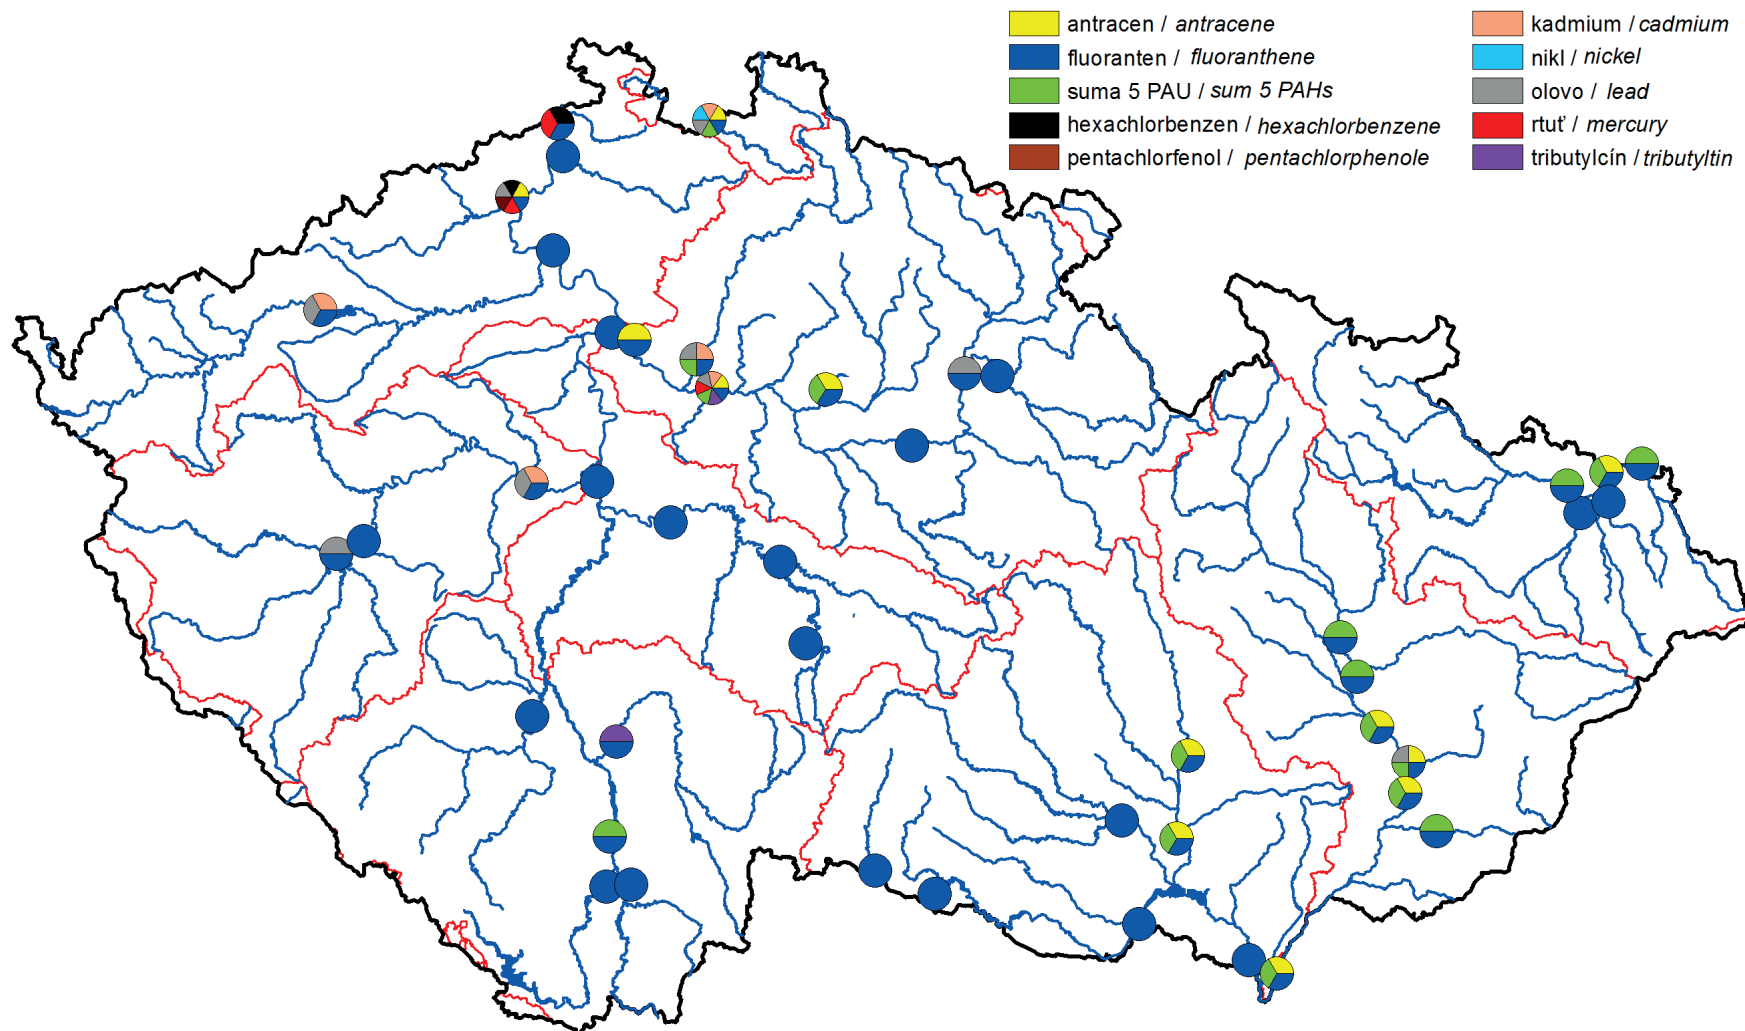 antracen / antracene
fluoranten / fluoranthene
suma 5 PAU / sum 5 PAHs
hexachlorbenzen / hexachlorbenzene
pentachlorfenol / pentachlorphenole
kadmium / cadmium
nikl / nickel
olovo / lead
rtuť / mercury
tributylcín / tributyltin